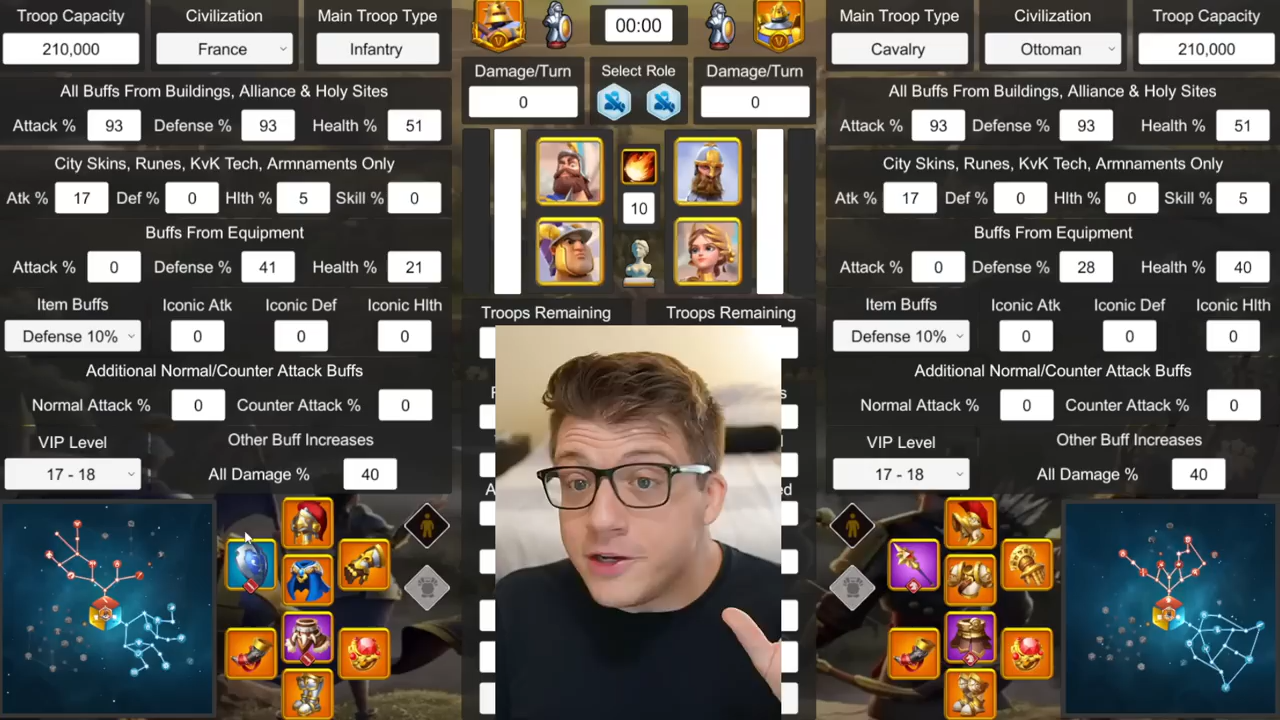 Troop Capacity
Civilization
Main Troop Type
210,000
France
Infantry
All Buffs From Buildings, Alliance & Holy Sites
Attack % 93 Defense % 93 Health % 51
City Skins, Runes, KvK Tech, Armnaments Only
Atk % 17 Def % 0 Hlth % 5 Skill % 0
Buffs From Equipment
Attack % 0 Defense % 41 Health % 21
Item Buffs Iconic Atk Iconic Def Iconic Hlth
Defense 10% 0 0 0
Additional Normal/Counter Attack Buffs
Normal Attack % 0 Counter Attack % 0
VIP Level
Other Buff Increases
17 - 18
All Damage % 40
V
00:00
V
Damage/Turn Select Role Damage/Turn
0
0
10
Troops Remaining
Troops Remaining
Main Troop Type
Civilization
Troop Capacity
Cavalry
Ottoman
210,000
All Buffs From Buildings, Alliance & Holy Sites
Attack % 93 Defense % 93 Health % 51
City Skins, Runes, KvK Tech, Armnaments Only
Atk % 17 Def % 0 Hlth % 0 Skill % 5
Buffs From Equipment
Attack % 0 Defense % 28 Health % 40
Item Buffs Iconic Atk Iconic Def Iconic Hlth
Defense 10% 0 0 0
Additional Normal/Counter Attack Buffs
Normal Attack % 0 Counter Attack % 0
VIP Level
Other Buff Increases
17 - 18
All Damage % 40